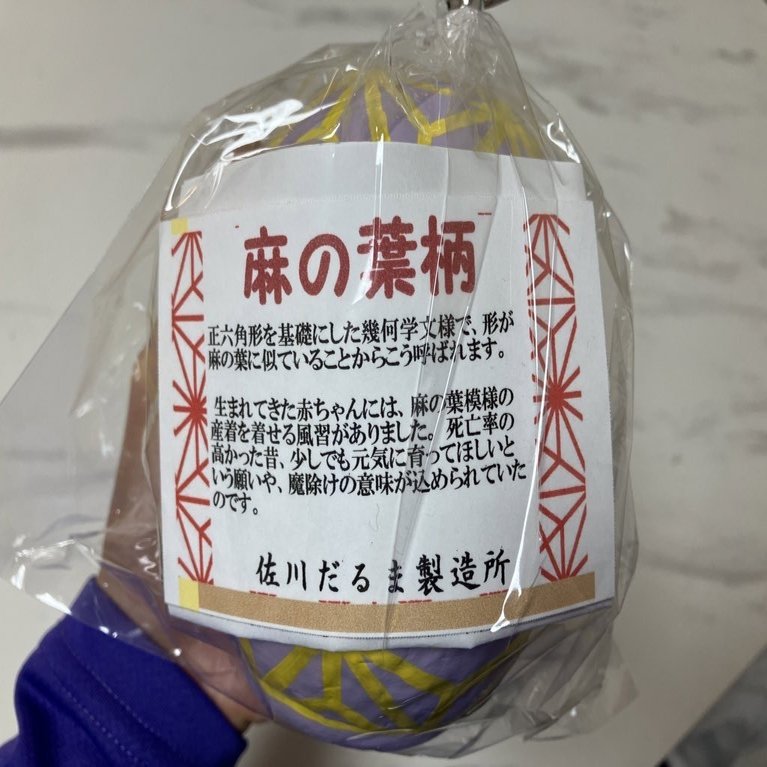 麻の葉柄
正六角形を基礎にした幾何学文様で、形が
麻の葉に似ていることからこう呼ばれます。
生まれてきた赤ちゃんには、麻の葉模様の
産着を着せる風習がありました。死亡率の
高かった昔、少しでも元気に育ってほしいと
いう願いや、魔除けの意味が込められていた
のです。
佐川だるま製造所